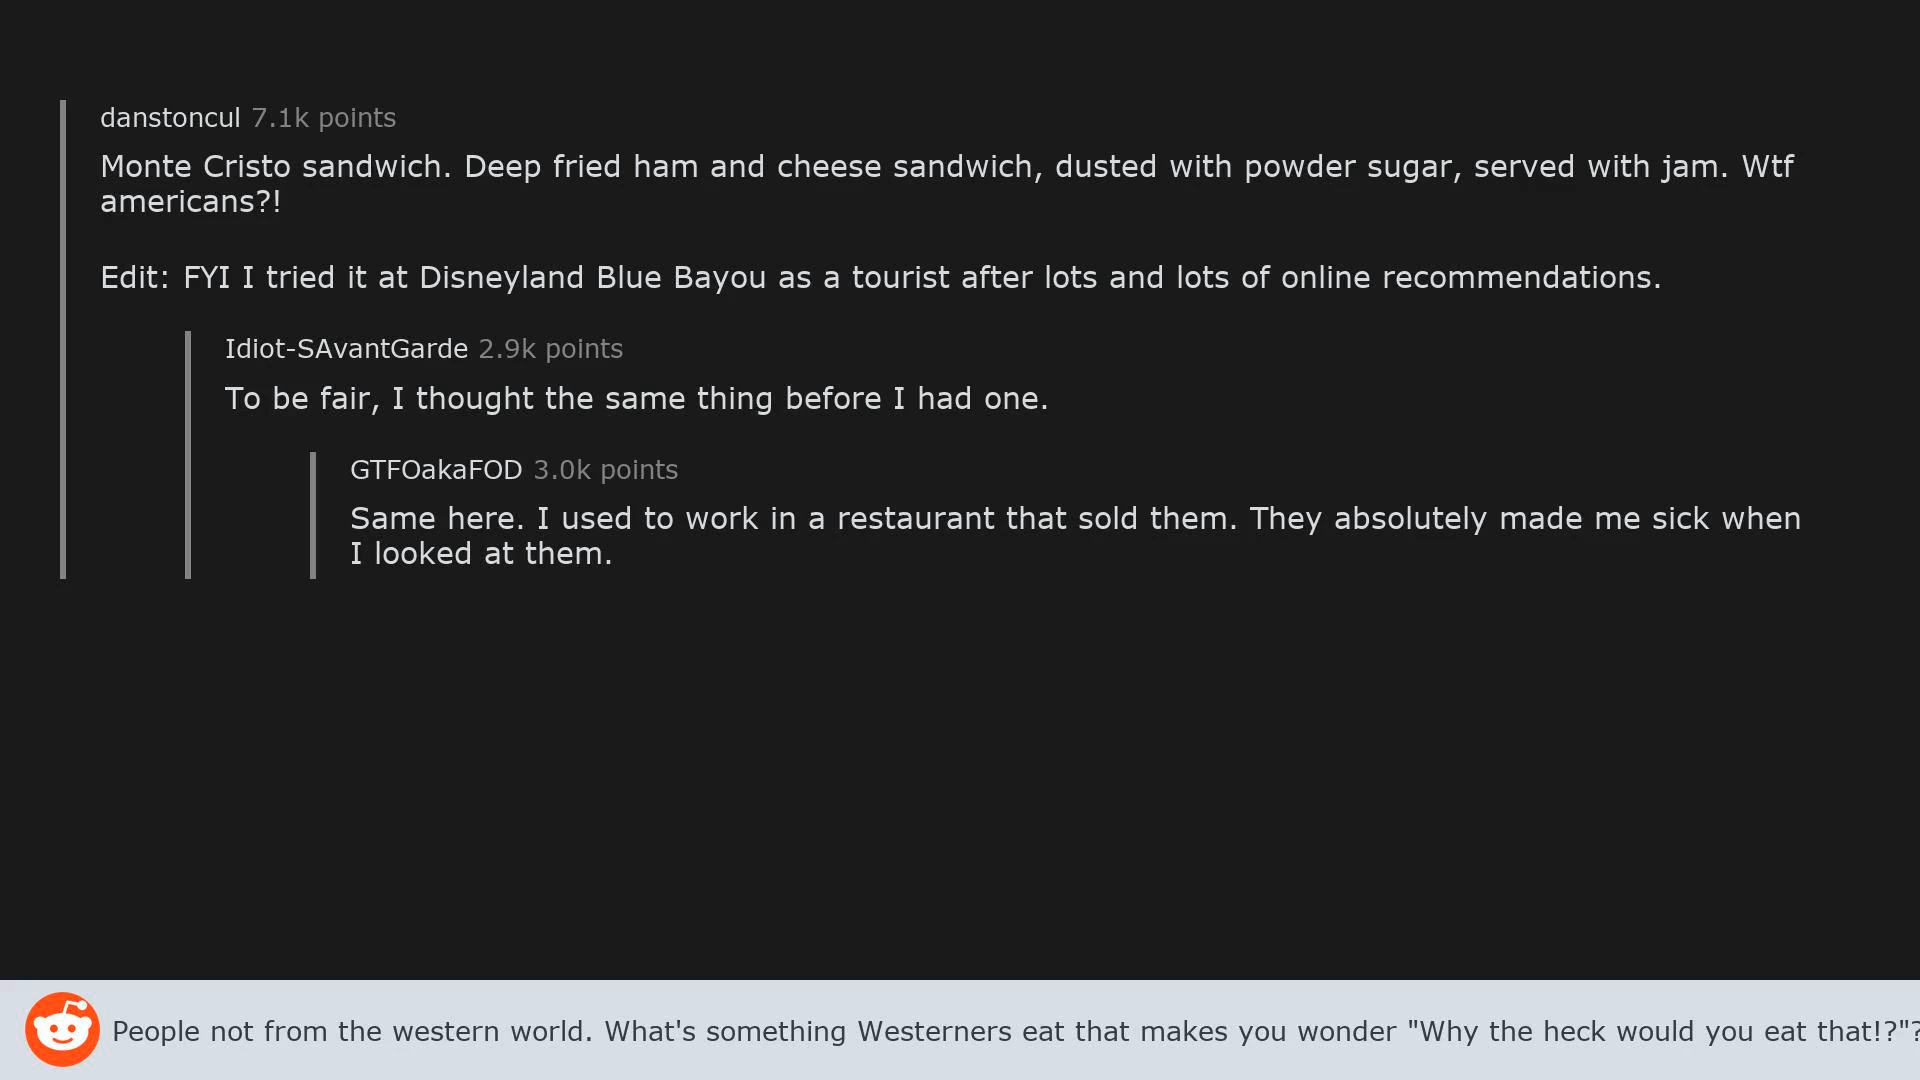 danstoncul 7.1k points
Monte Cristo sandwich. Deep fried ham and cheese sandwich, dusted with powder sugar, served with jam. Wtf
americans?!
Edit: FYI I tried it at Disneyland Blue Bayou as a tourist after lots and lots of online recommendations.
Idiot-SAvantGarde 2.9k points
To be fair, I thought the same thing before I had one.
GTFOakaFOD 3.0k points
Same here. I used to work in a restaurant that sold them. They absolutely made me sick when
I looked at them.
People not from the western world. What's something Westerners eat that makes you wonder "Why the heck would you eat that!?"?